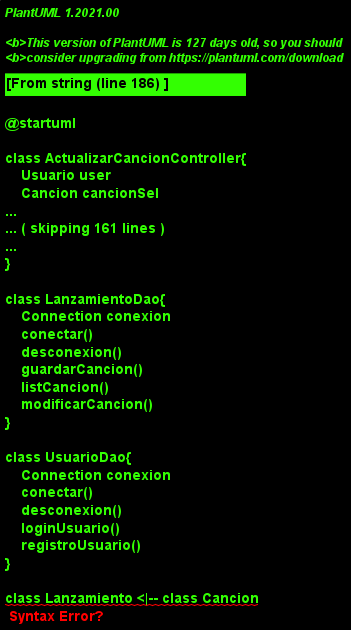 PlantUML 1.2021.00
<b>This version of PlantUML is 127 days old, so you should
<b>consider upgrading from https://plantuml.com/download
[From string (line 186) ]
@startuml
class ActualizarCancionController{
Usuario user
Cancion cancionSel
...
... ( skipping 161 lines )
...
}
class LanzamientoDao{
Connection conexion
conectar()
desconexion()
guardarCancion()
listCancion()
modificarCancion()
}
class UsuarioDao{
Connection conexion
conectar()
desconexion()
loginUsuario()
registroUsuario()
}
class Lanzamiento <|-- class Cancion
Syntax Error?